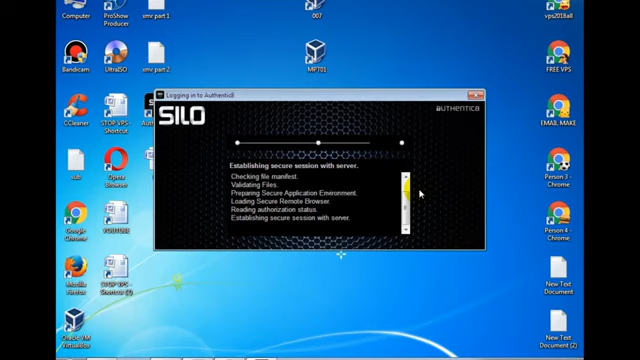 Computer
ProShow
Producer
xmr part 1
007
vps2018all
Bandicam
UltraISO
xmr part 2
MPT01
FREE VPS
Logging in to Authentic8
SILO
AUTHENTIC8
CCleaner
STOP VPS -
Shortcut
EMAIL MAKE
Establishing secure session with server.
Checking file manifest.
Validating Files.
Preparing Secure Application Environment.
Loading Secure Remote Browser.
Reading authorization status.
Establishing secure session with server.
sub
Opera
Browser
Person 3 -
Chrome
Google
Chrome
YOUTUBE
Person 4 -
Chrome
Mozilla
Firefox
STOP VPS -
Shortcut (2)
New Text
Document
Oracle VM
VirtualBox
New Text
Document (2)